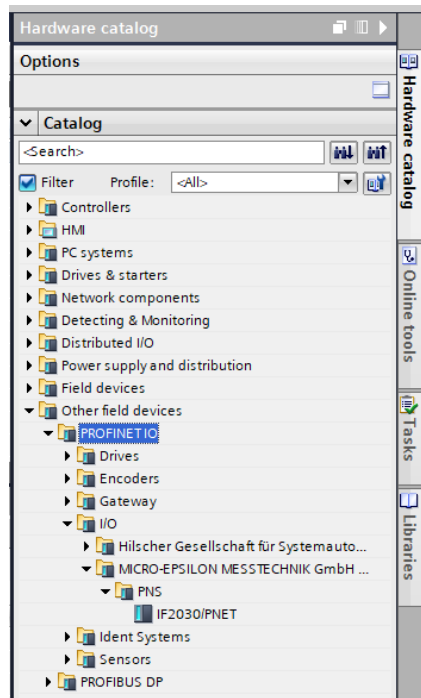 Hardware catalog
Options
Catalog
<Search>
Filter Profile: <All>
Controllers
HMI
PC systems
Drives & starters
Network components
Detecting & Monitoring
Distributed I/O
Power supply and distribution
Field devices
Other field devices
PROFINET IO
Drives
Encoders
Gateway
I/O
Hilscher Gesellschaft für Systemauto...
MICRO-EPSILON MESSTECHNIK GmbH ...
PNS
IF2030/PNET
Ident Systems
Sensors
PROFIBUS DP
Hardware catalog
Online tools
Tasks
Libraries